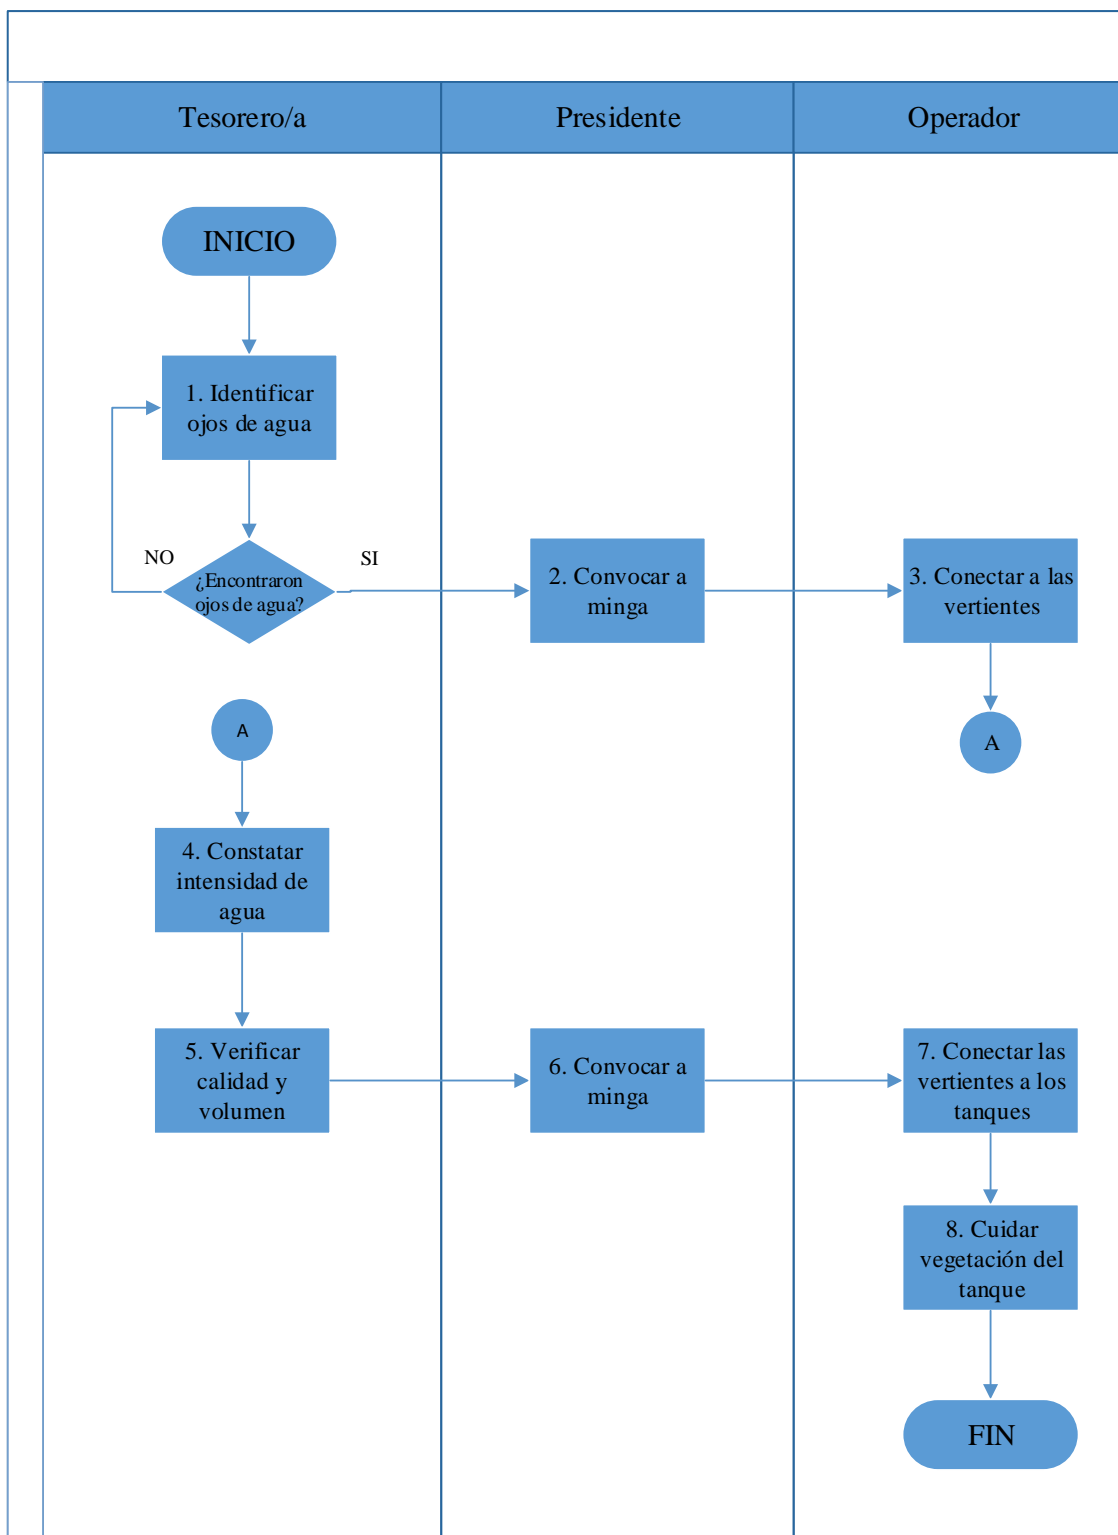 Tesorero/a
Presidente
Operador
INICIO
1. Identificar
ojos de agua
NO
SI
¿Encontraron
ojos de agua?
2. Convocar a
minga
3. Conectar a las
vertientes
A
A
4. Constatar
intensidad de
agua
5. Verificar
calidad y
volumen
6. Convocar a
minga
7. Conectar las
vertientes a los
tanques
8. Cuidar
vegetación del
tanque
FIN